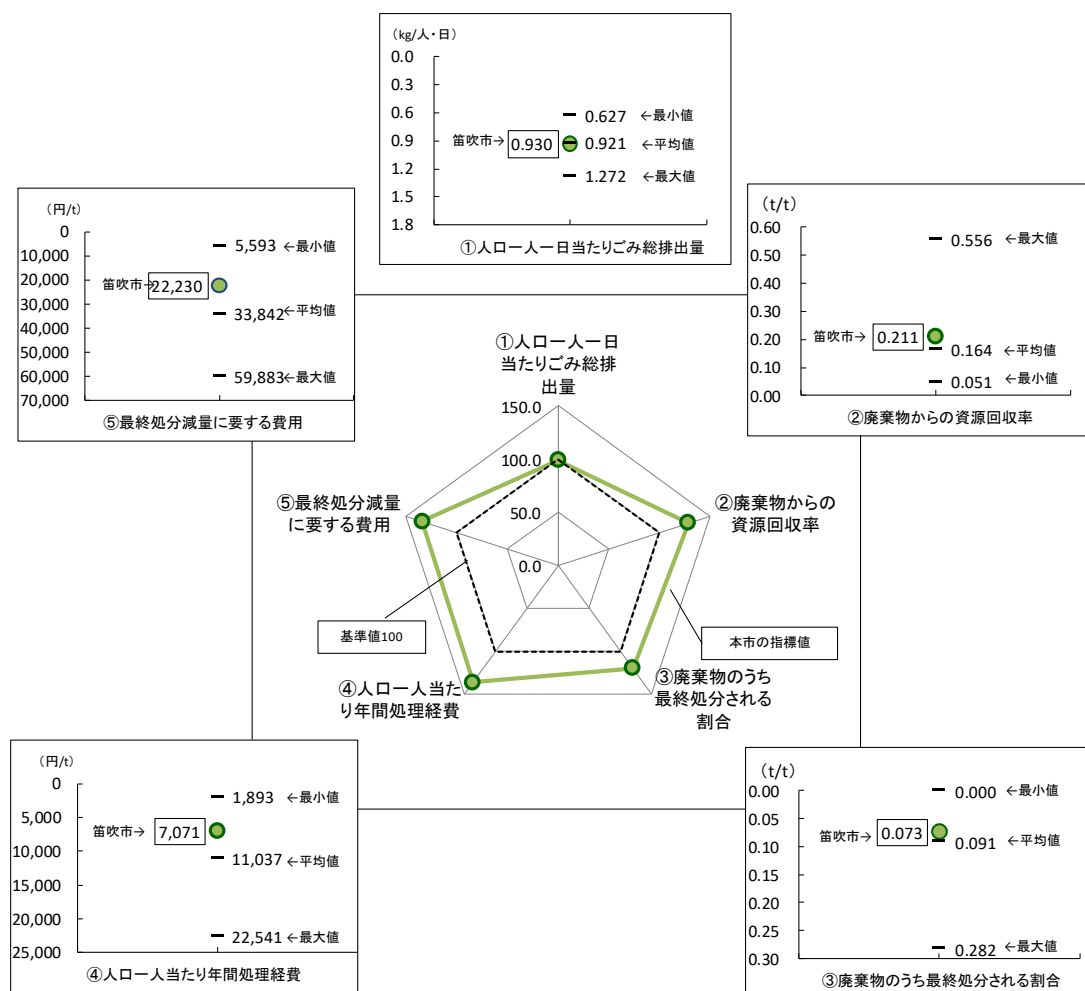 （kg/人・日）
0.0
0.3
0.6
0.9
1.2
1.5
1.8
笛吹市→
0.930
0.627 ←最小値
0.921 ←平均値
1.272 ←最大値
①人口一人一日当たりごみ総排出量
（円/t）
0
10,000
20,000
30,000
40,000
50,000
60,000
70,000
笛吹市→
22,230
5,593 ←最小値
33,842 ←平均値
59,883 ←最大値
⑤最終処分減量に要する費用
（t/t）
0.60
0.50
0.40
0.30
0.20
0.10
0.00
笛吹市→
0.211
0.556 ←最大値
0.164 ←平均値
0.051 ←最小値
②廃棄物からの資源回収率
①人口一人一日
当たりごみ総排
出量
150.0
100.0
50.0
0.0
②廃棄物からの
資源回収率
③廃棄物のうち
最終処分される
割合
④人口一人当た
り年間処理経費
⑤最終処分減量
に要する費用
基準値100
本市の指標値
（円/t）
0
5,000
10,000
15,000
20,000
25,000
笛吹市→
7,071
1,893 ←最小値
11,037 ←平均値
22,541 ←最大値
④人口一人当たり年間処理経費
（t/t）
0.00
0.05
0.10
0.15
0.20
0.25
0.30
笛吹市→
0.073
0.000 ←最小値
0.091 ←平均値
0.282 ←最大値
③廃棄物のうち最終処分される割合